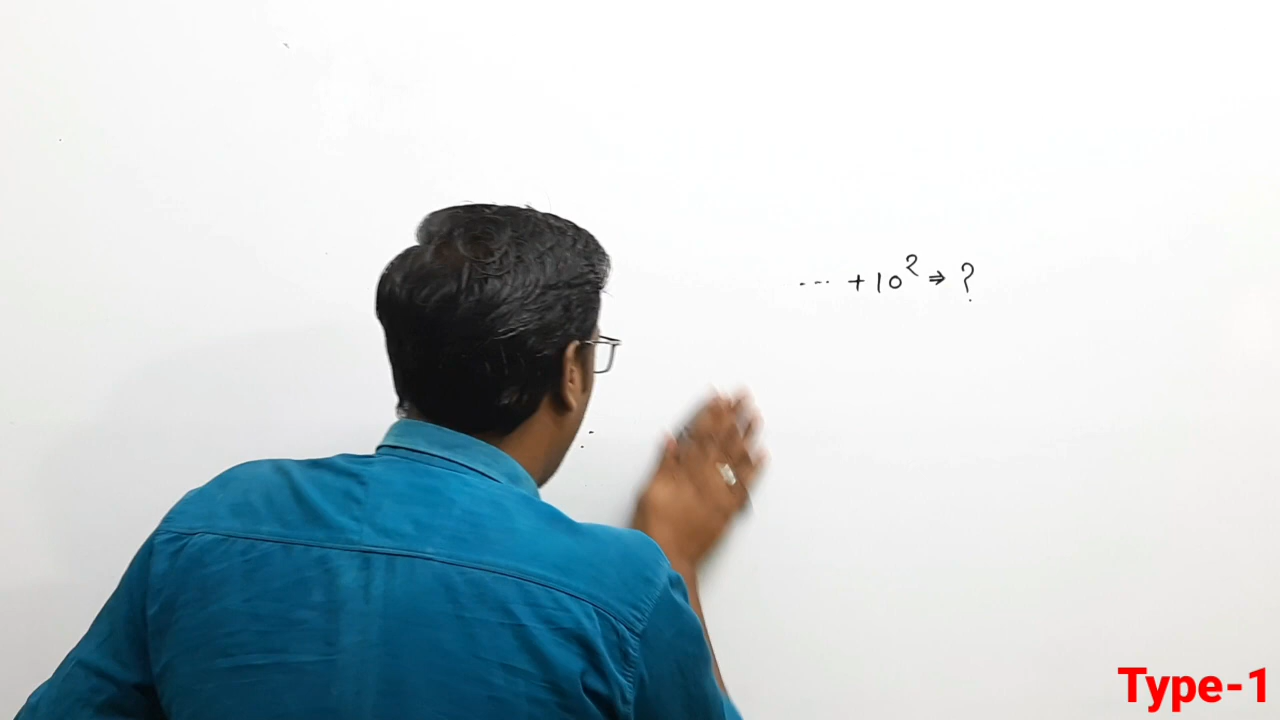 --- + 10² ⇒ ?
Type-1